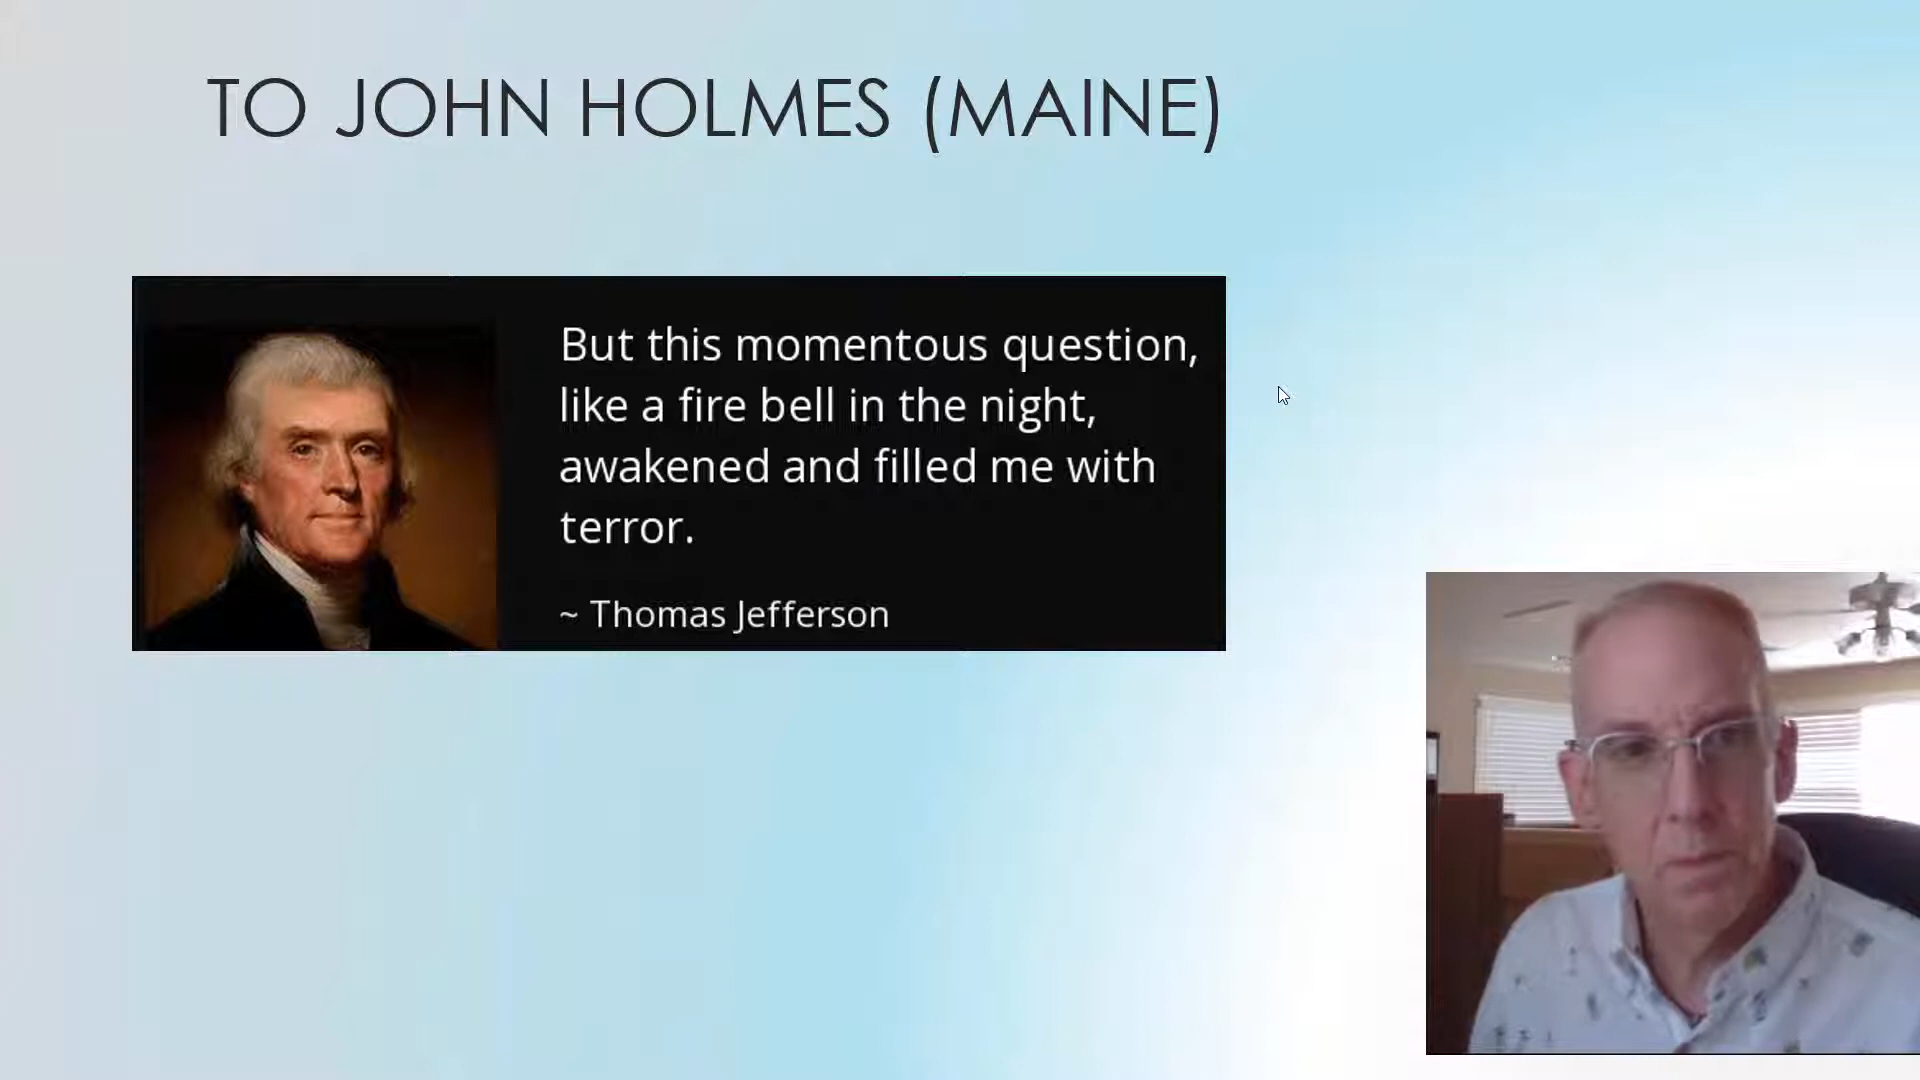 TO JOHN HOLMES (MAINE)
But this momentous question,
like a fire bell in the night,
awakened and filled me with
terror.
~ Thomas Jefferson